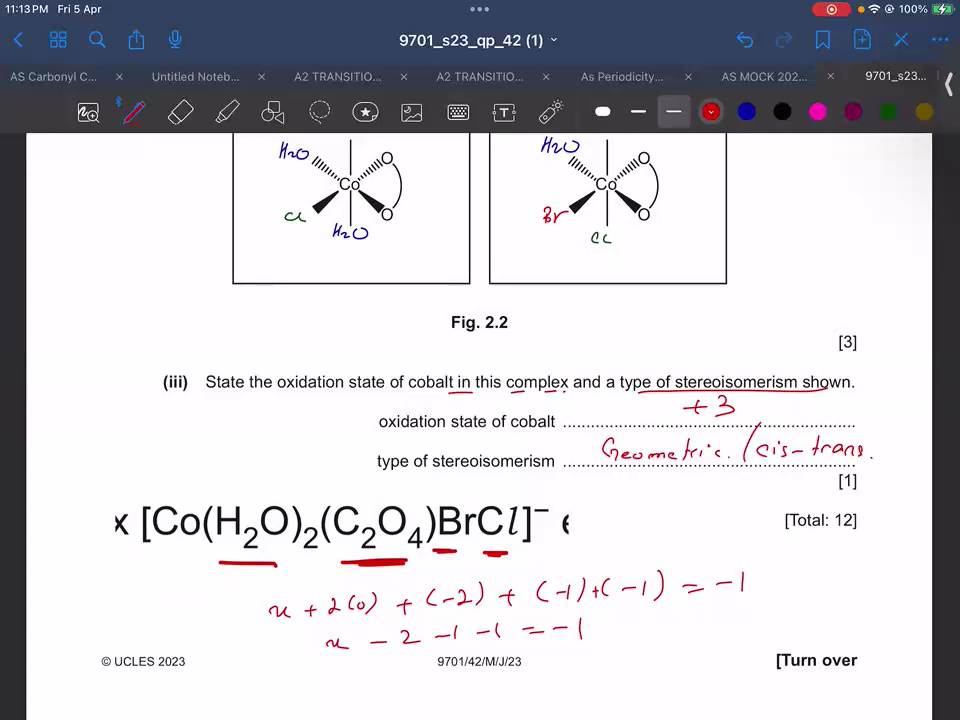 11:13 PM Fri 5 Apr 100%
9701_s23_qp_42 (1)
AS Carbonyl C... Untitled Noteb... A2 TRANSITIO... A2 TRANSITIO... As Periodicity... AS MOCK 202... 9701_s23...
H2O Co O O Cl H2O
H2O Co O O Br Cl
Fig. 2.2
[3]
(iii) State the oxidation state of cobalt in this complex and a type of stereoisomerism shown.
oxidation state of cobalt +3
type of stereoisomerism Geometric. / cis-trans.
[1]
x [Co(H₂O)₂(C₂O₄)BrCl]⁻ e
[Total: 12]
x + 2(0) + (-2) + (-1) + (-1) = -1
x - 2 - 1 - 1 = -1
© UCLES 2023 9701/42/M/J/23 [Turn over